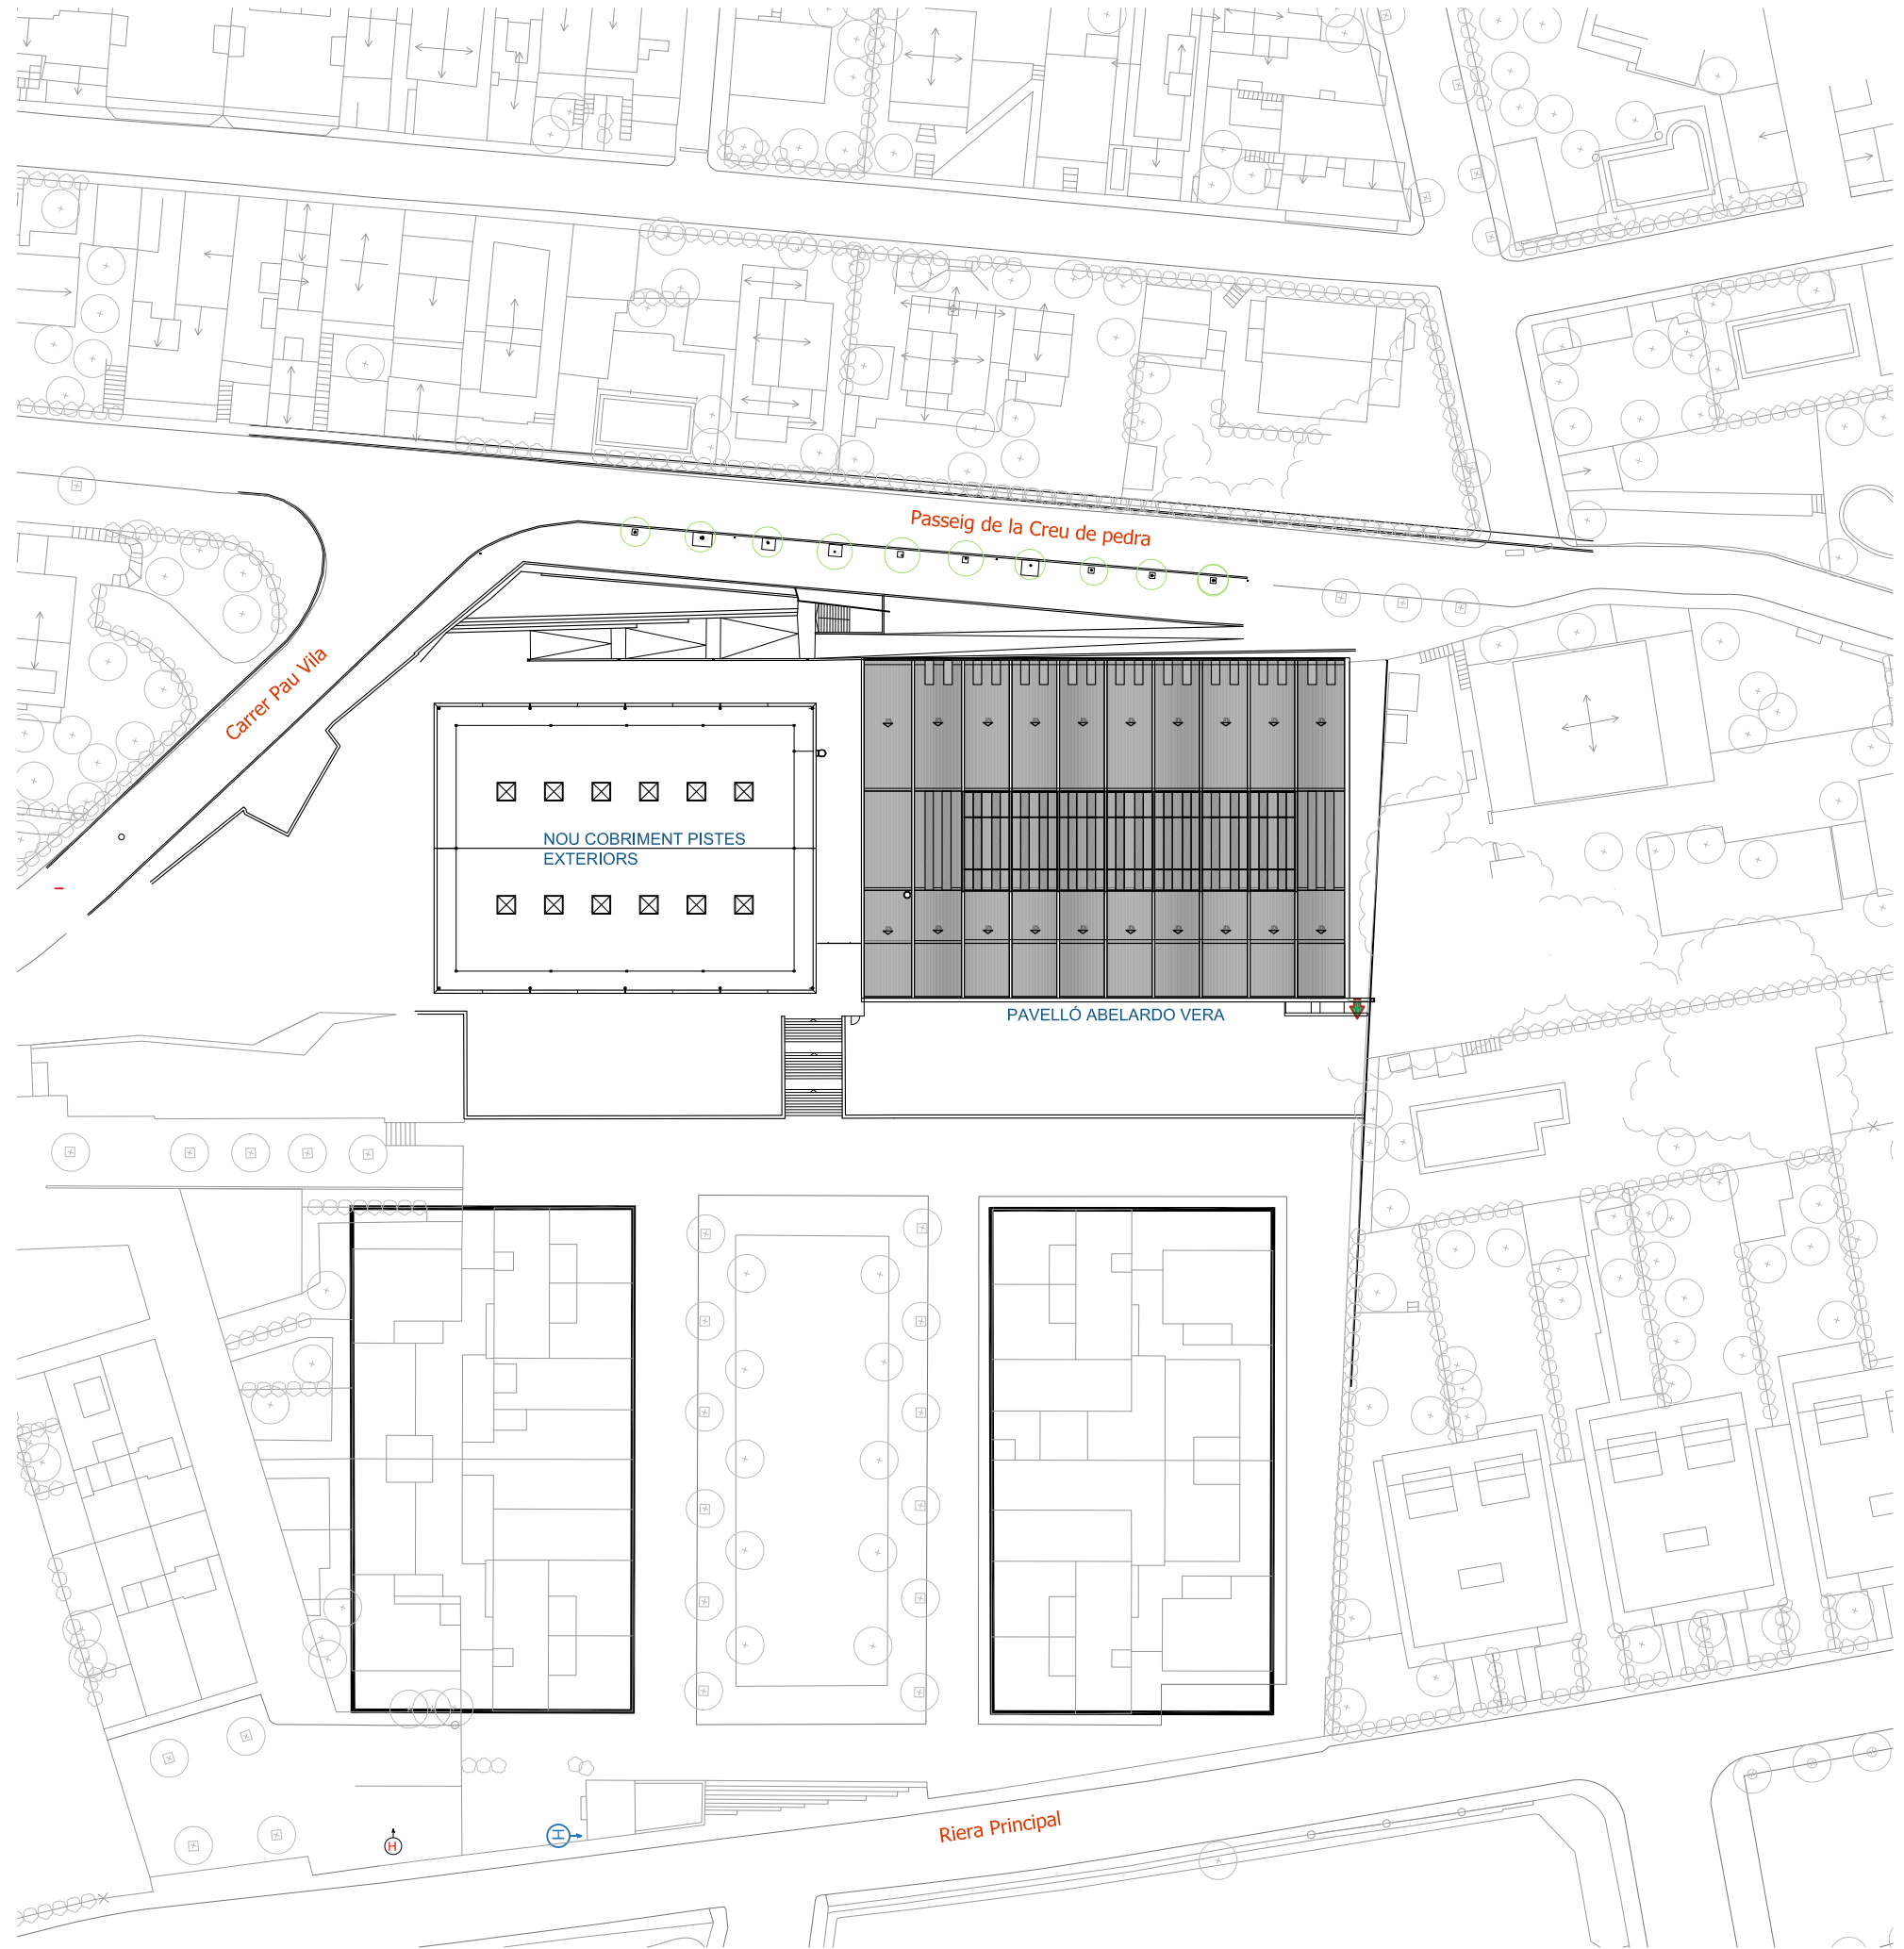 Passeig de la Creu de pedra
Carrer Pau Vila
NOU COBRIMENT PISTES
EXTERIORS
PAVELLÓ ABELARDO VERA
Riera Principal
H
H